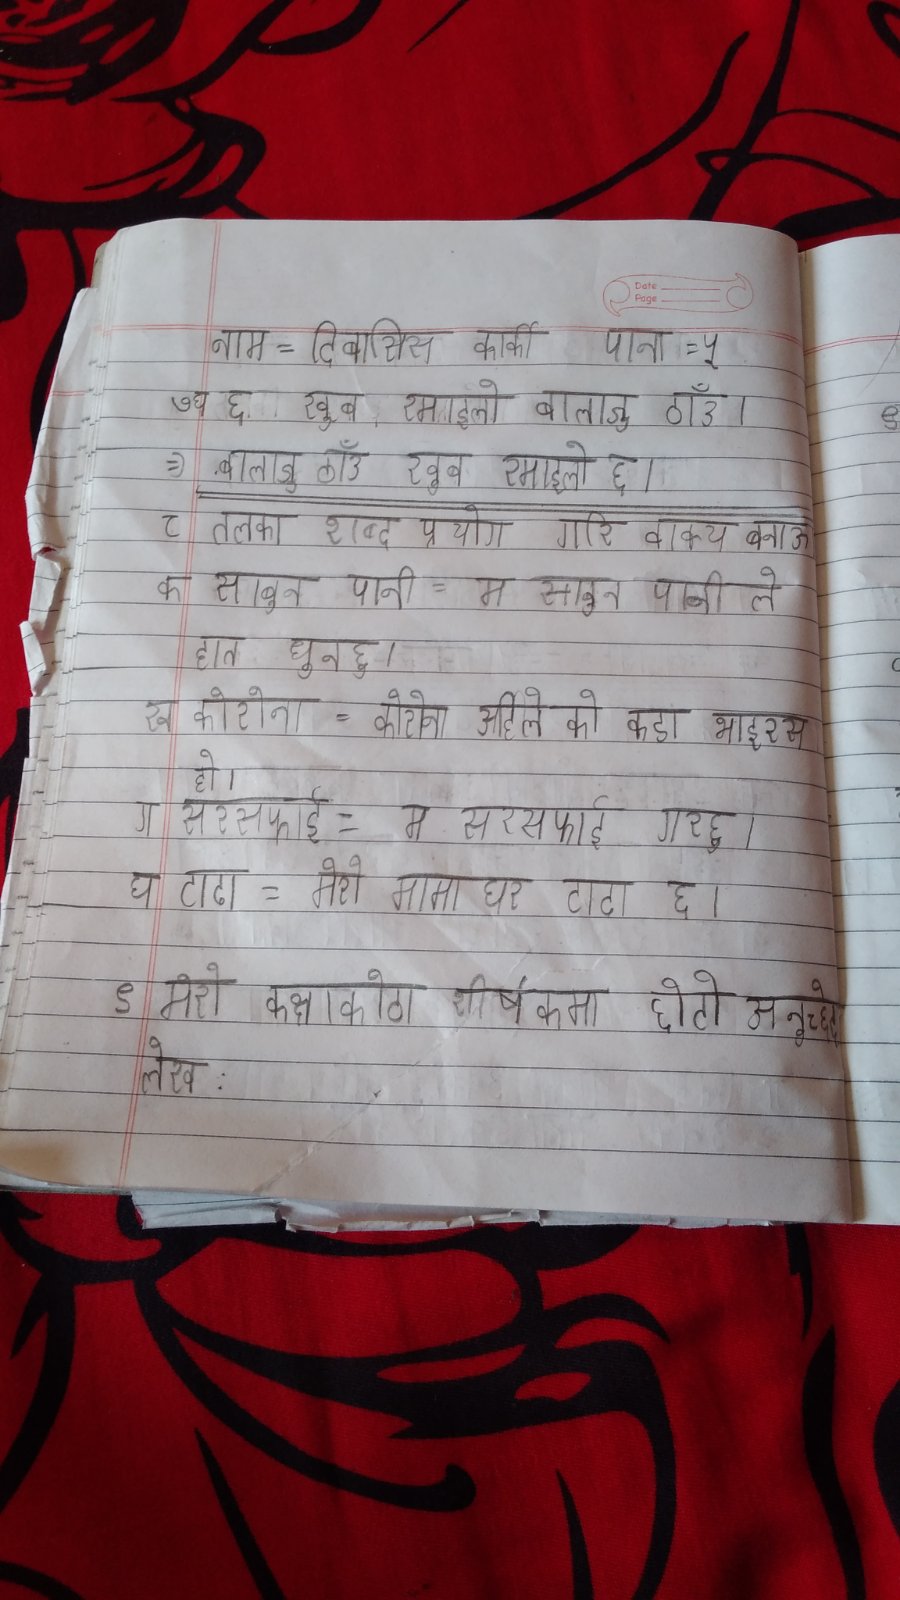 Date
Page
नाम = दिबासिस कार्की पाना = ५
७घ छ खुब रमाइलो बालाजु ठाँउ ।
⇒ बालाजु ठाँउ खुब रमाइलो छ ।
८ तलका शब्द प्रयोग गरि वाक्य बनाऊ
क साबुन पानी = म साबुन पानी ले
हात धुनछु ।
ख कोरोना = कोरोना अहिले को कडा भाइरस
हो ।
ग सरसफाई = म सरसफाई गरछु ।
घ टाढा = मेरो मामा घर टाढा छ ।
९ मेरो कक्षाकोठा शीर्षकमा छोटो अनुच्छेद
लेख :